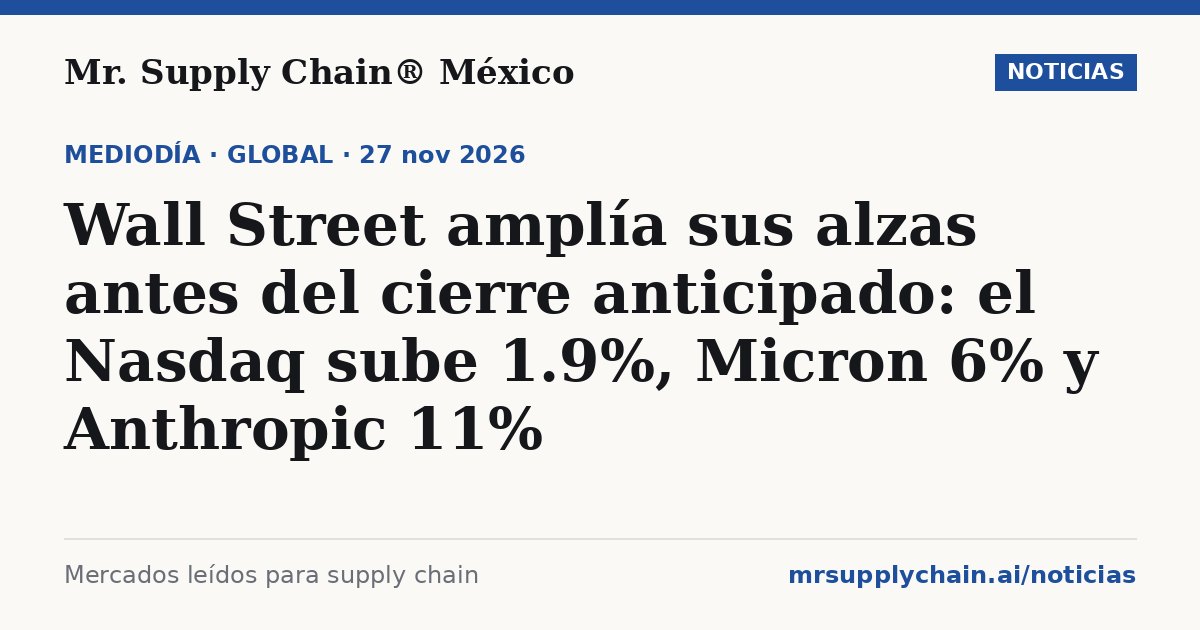 Mr. Supply Chain® México
NOTICIAS
MEDIODÍA · GLOBAL · 27 nov 2026
Wall Street amplía sus alzas
antes del cierre anticipado: el
Nasdaq sube 1.9%, Micron 6% y
Anthropic 11%
Mercados leídos para supply chain
mrsupplychain.ai/noticias